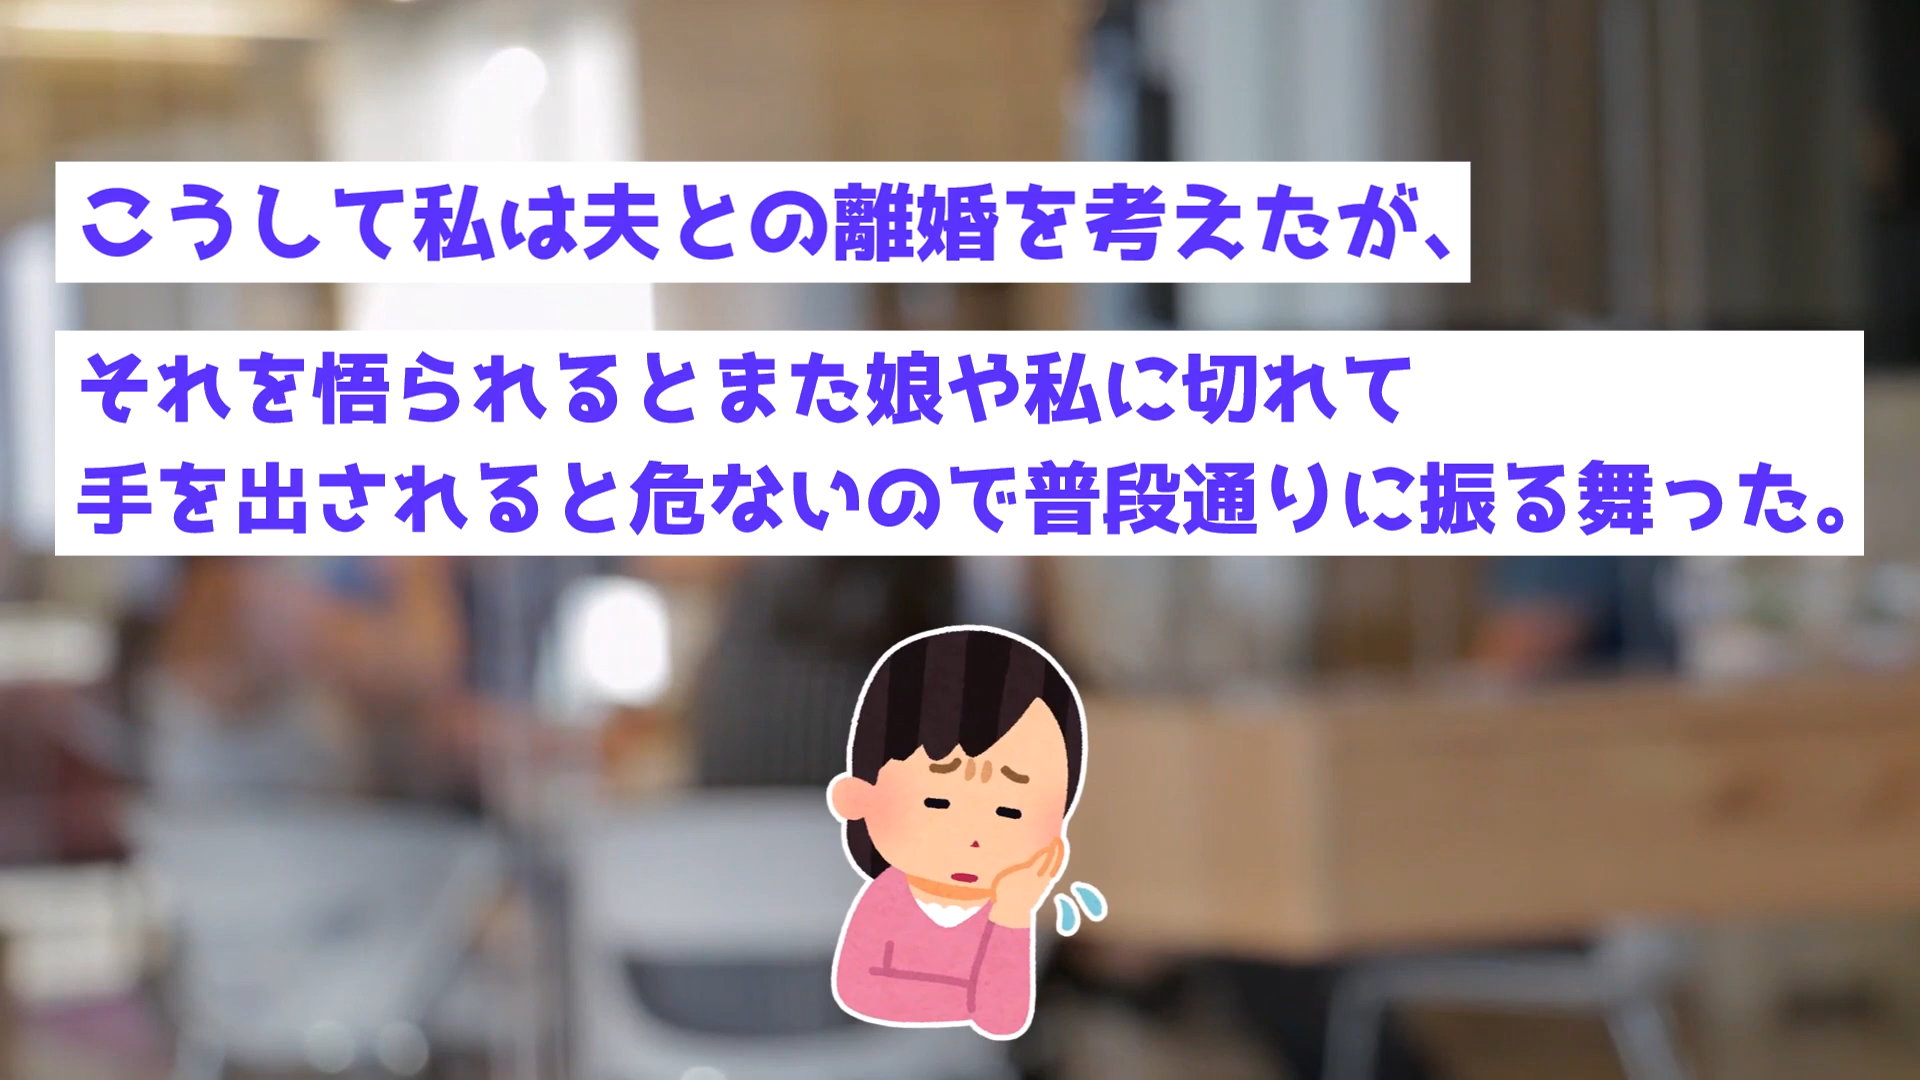 こうして私は夫との離婚を考えたが、
それを悟られるとまた娘や私に切れて
手を出されると危ないので普段通りに振る舞った。